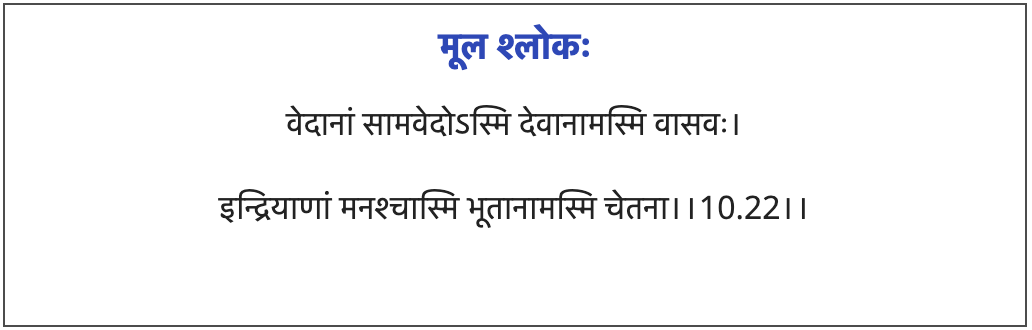 मूल श्लोकः
वेदानां सामवेदोऽस्मि देवानामस्मि वासवः।
इन्द्रियाणां मनश्चास्मि भूतानामस्मि चेतना।।10.22।।